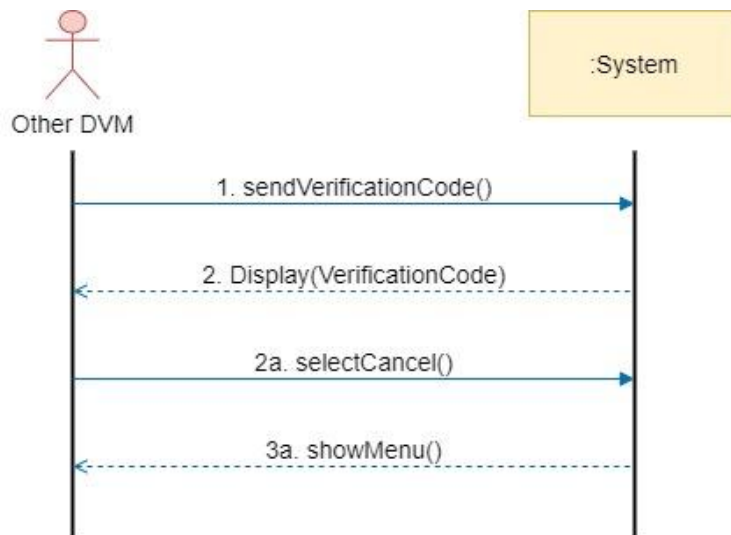 :System
Other DVM
1. sendVerificationCode()
2. Display(VerificationCode)
2a. selectCancel()
3a. showMenu()